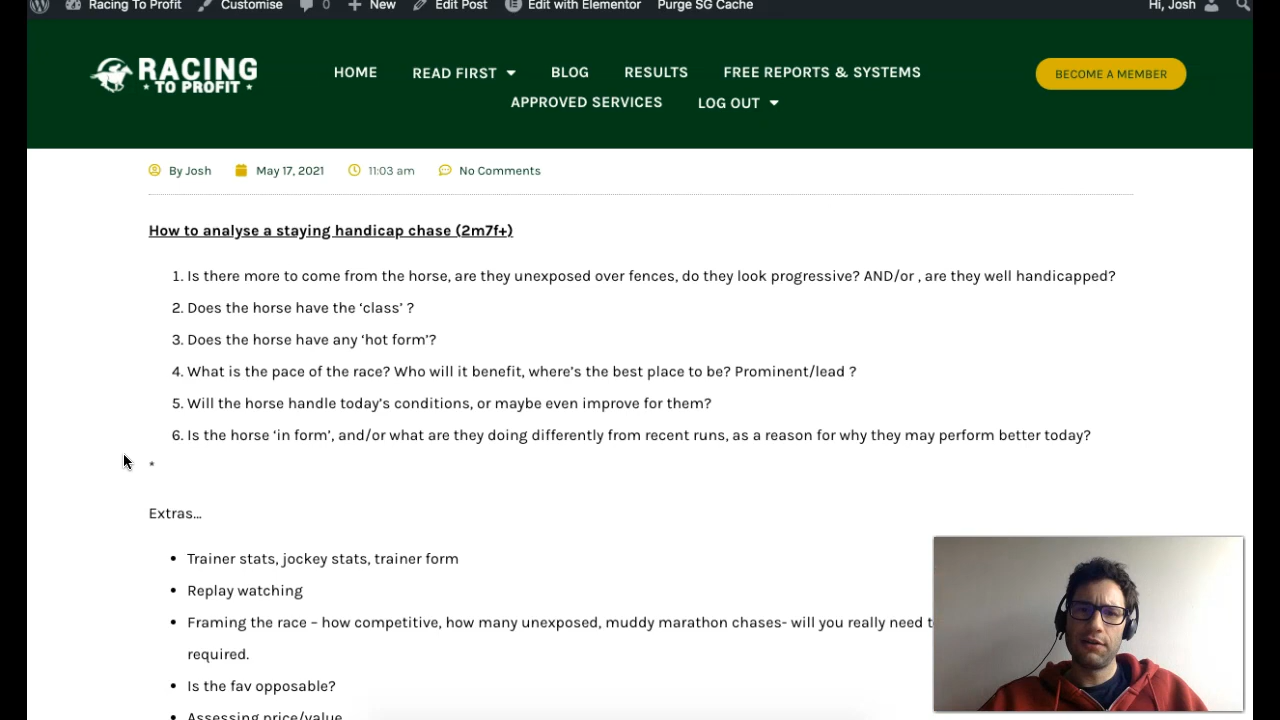 Racing To Profit Customise 0 New Edit Post Edit with Elementor Purge SG Cache Hi, Josh
RACING
TO PROFIT
HOME READ FIRST BLOG RESULTS FREE REPORTS & SYSTEMS
APPROVED SERVICES LOG OUT
BECOME A MEMBER
By Josh May 17, 2021 11:03 am No Comments
How to analyse a staying handicap chase (2m7f+)
1. Is there more to come from the horse, are they unexposed over fences, do they look progressive? AND/or , are they well handicapped?
2. Does the horse have the ‘class’ ?
3. Does the horse have any ‘hot form’?
4. What is the pace of the race? Who will it benefit, where’s the best place to be? Prominent/lead ?
5. Will the horse handle today’s conditions, or maybe even improve for them?
6. Is the horse ‘in form’, and/or what are they doing differently from recent runs, as a reason for why they may perform better today?
*
Extras…
• Trainer stats, jockey stats, trainer form
• Replay watching
• Framing the race – how competitive, how many unexposed, muddy marathon chases- will you really need
required.
• Is the fav opposable?
• Assessing price/value